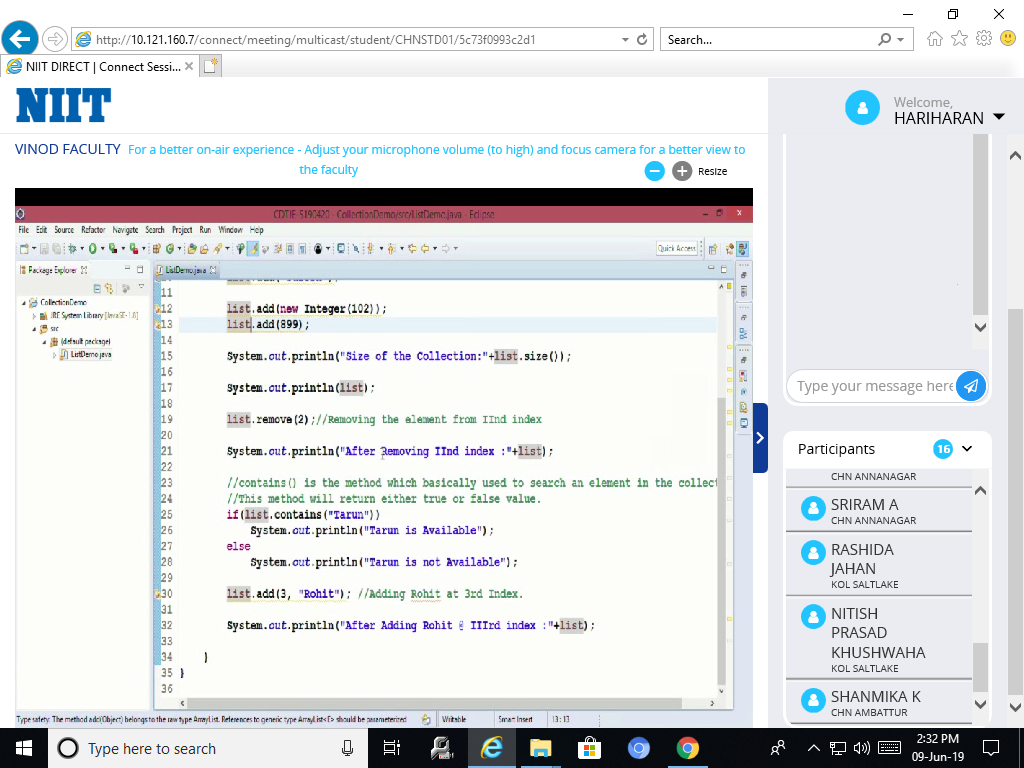 http://10.121.160.7/connect/meeting/multicast/student/CHNSTD01/5c73f0993c2d1
Search...
NIIT DIRECT | Connect Sessi...
NIIT
Welcome,
HARIHARAN
VINOD FACULTY For a better on-air experience - Adjust your microphone volume (to high) and focus camera for a better view to
the faculty
Resize
CDTJE-S190420 - CollectionDemo/src/ListDemo.java - Eclipse
File Edit Source Refactor Navigate Search Project Run Window Help
Quick Access
Package Explorer
ListDemo.java
CollectionDemo
JRE System Library [JavaSE-1.8]
src
(default package)
ListDemo.java
11
12 list.add(new Integer(102));
13 list.add(899);
14
15 System.out.println("Size of the Collection:"+list.size());
16
17 System.out.println(list);
18
19 list.remove(2);//Removing the element from IInd index
20
21 System.out.println("After Removing IInd index :"+list);
22
23 //contains() is the method which basically used to search an element in the collect
24 //This method will return either true or false value.
25 if(list.contains("Tarun"))
26 System.out.println("Tarun is Available");
27 else
28 System.out.println("Tarun is not Available");
29
30 list.add(3, "Rohit"); //Adding Rohit at 3rd Index.
31
32 System.out.println("After Adding Rohit @ IIIrd index :"+list);
33
34 }
35 }
36
Type safety: The method add(Object) belongs to the raw type ArrayList. References to generic type ArrayList<E> should be parameterized
Writable
Smart Insert
13 : 13
Type your message here
Participants 16
CHN ANNANAGAR
SRIRAM A
CHN ANNANAGAR
RASHIDA
JAHAN
KOL SALTLAKE
NITISH
PRASAD
KHUSHWAHA
KOL SALTLAKE
SHANMIKA K
CHN AMBATTUR
Type here to search
2:32 PM
09-Jun-19